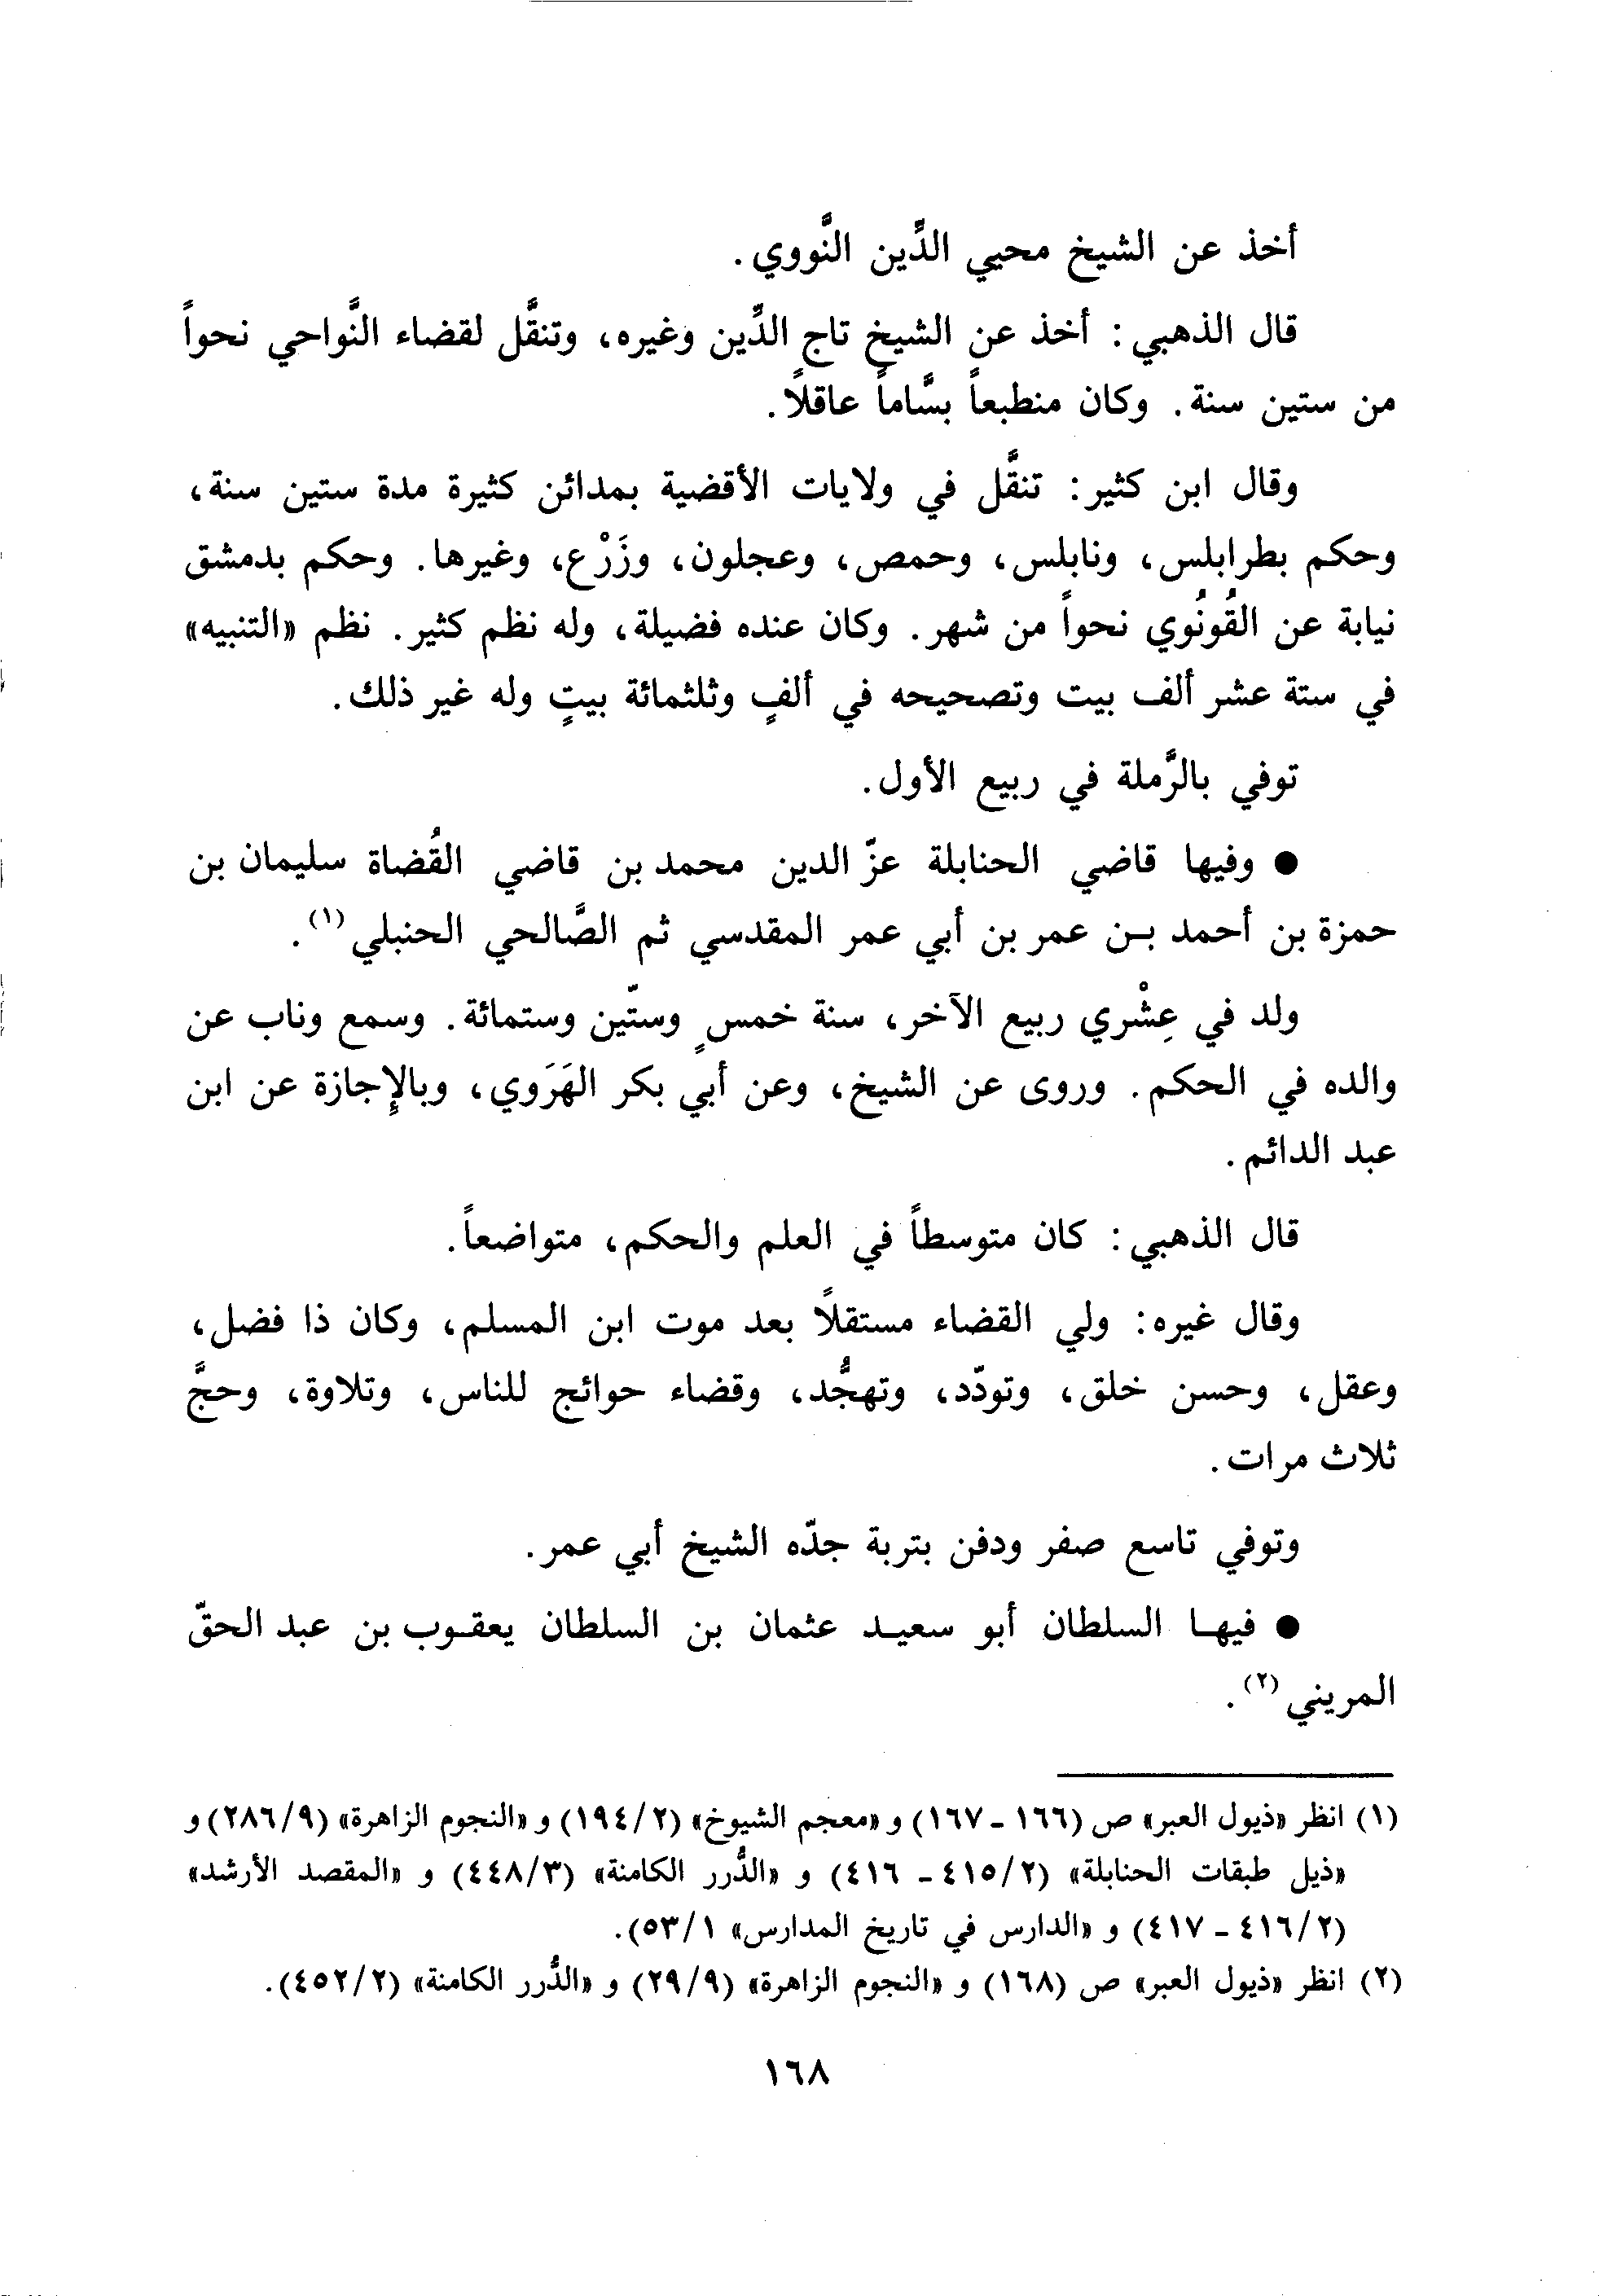 أخذ عن الشيخ محيي الدِّين النَّووي.
قال الذهبي: أخذ عن الشيخ تاج الدِّين وغيره، وتنقَّل لقضاء النَّواحي نحواً
من ستين سنة. وكان منطبعاً بسَّاماً عاقلاً.
وقال ابن كثير: تنقَّل في ولايات الأقضية بمدائن كثيرة مدة ستين سنة،
وحكم بطرابلس، ونابلس، وحمص، وعجلون، وزَرْع، وغيرها. وحكم بدمشق
نيابة عن القُونُوي نحواً من شهر. وكان عنده فضيلة، وله نظم كثير. نظم «التنبيه»
في ستة عشر ألف بيت وتصحيحه في ألفٍ وثلثمائة بيتٍ وله غير ذلك.
توفي بالرَّملة في ربيع الأول.
● وفيها قاضي الحنابلة عزّ الدين محمد بن قاضي القُضاة سليمان بن
حمزة بن أحمد بـن عمر بن أبي عمر المقدسي ثم الصَّالحي الحنبلي(١).
ولد في عِشْري ربيع الآخر، سنة خمسٍ وستّين وستمائة. وسمع وناب عن
والده في الحكم. وروى عن الشيخ، وعن أبي بكر الهَرَوي، وبالإِجازة عن ابن
عبد الدائم.
قال الذهبي: كان متوسطاً في العلم والحكم، متواضعاً.
وقال غيره: ولي القضاء مستقلاً بعد موت ابن المسلم، وكان ذا فضل،
وعقل، وحسن خلق، وتودّد، وتهجُّد، وقضاء حوائج للناس، وتلاوة، وحجَّ
ثلاث مرات.
وتوفي تاسع صفر ودفن بتربة جدّه الشيخ أبي عمر.
● فيهـا السلطان أبو سعيـد عثمان بن السلطان يعقـوب بن عبد الحقّ
المريني(٢).
(١) انظر «ذيول العبر» ص (١٦٦ - ١٦٧) و «معجم الشيوخ» (١٩٤/٢) و «النجوم الزاهرة» (٢٨٦/٩) و
«ذيل طبقات الحنابلة» (٤١٥/٢ - ٤١٦) و «الدُّرر الكامنة» (٤٤٨/٣) و «المقصد الأرشد»
(٤١٦/٢ - ٤١٧) و «الدارس في تاريخ المدارس» ٥٣/١).
(٢) انظر «ذيول العبر» ص (١٦٨) و «النجوم الزاهرة» (٢٩/٩) و «الدُّرر الكامنة» (٤٥٢/٢).
١٦٨